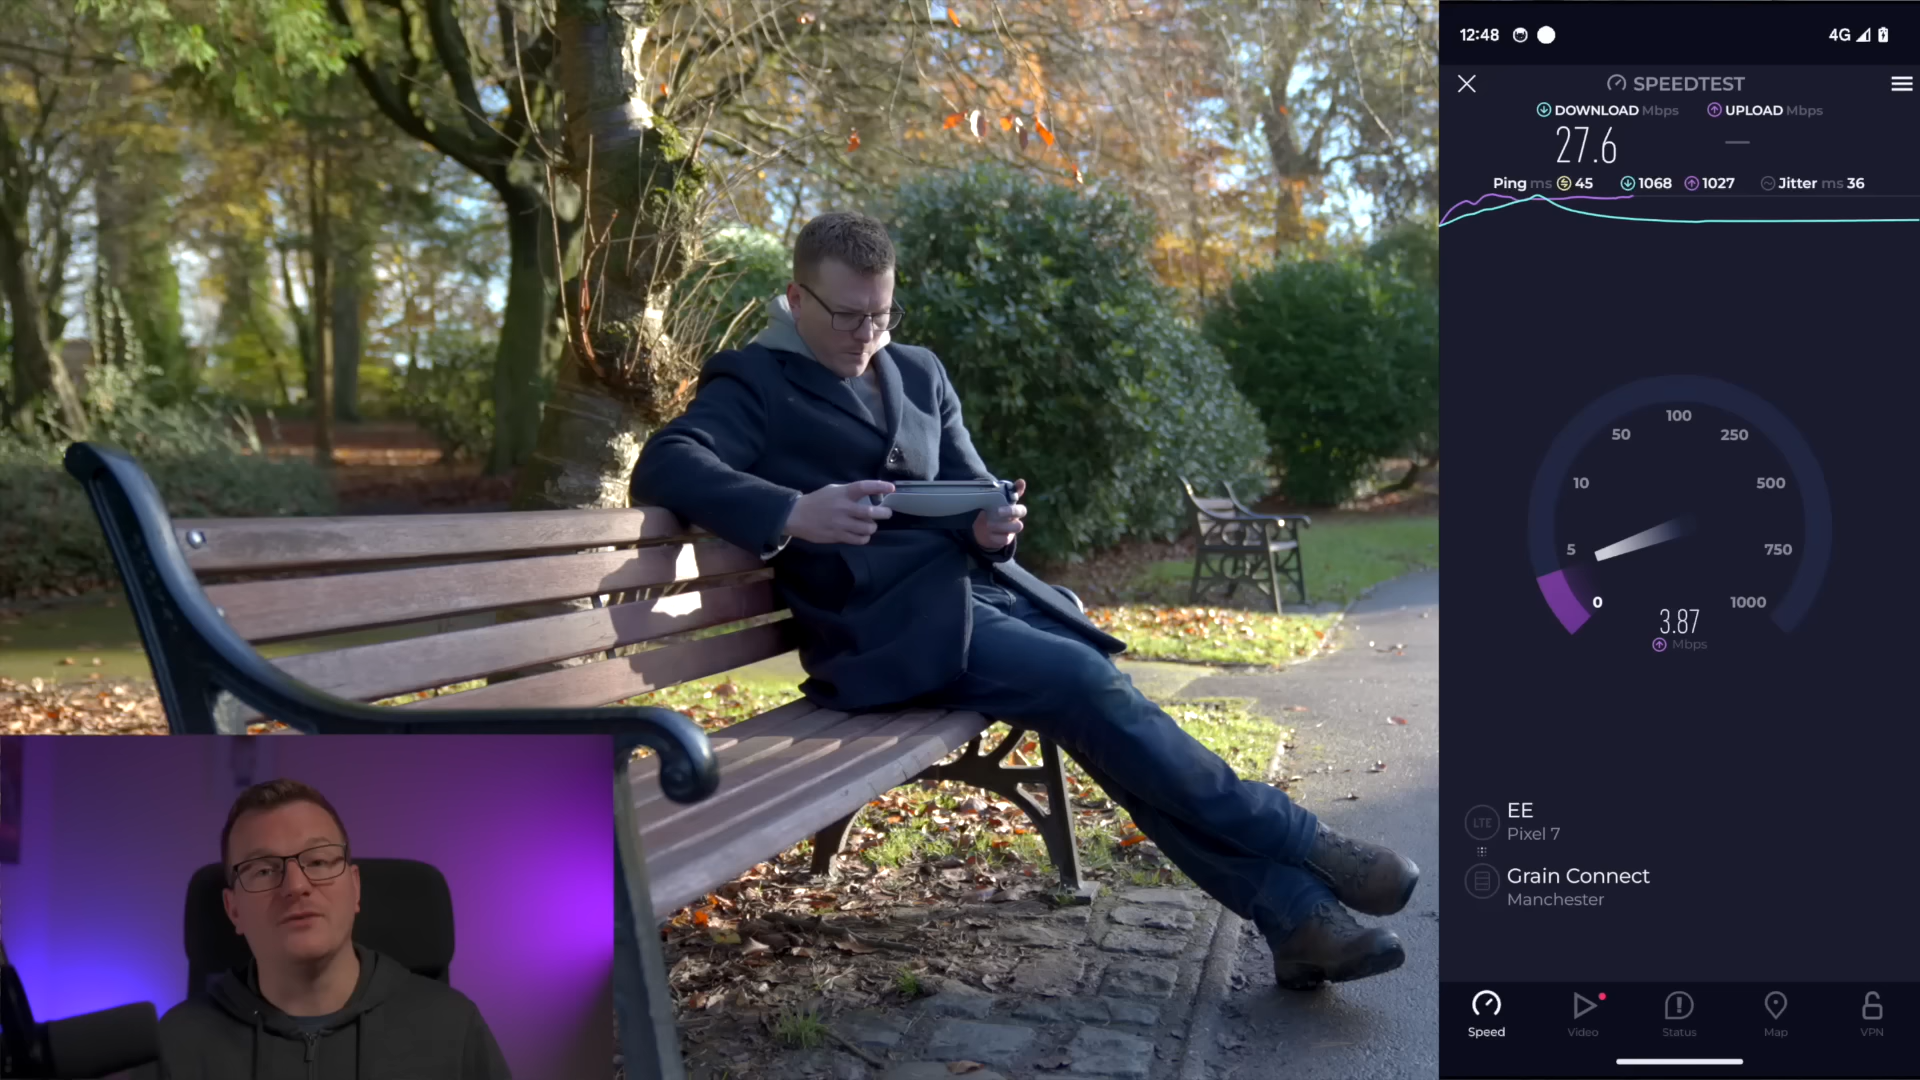 12:48 4G
SPEEDTEST
DOWNLOAD Mbps UPLOAD Mbps
27.6 —
Ping ms 45 1068 1027 Jitter ms 36
100
50 250
10 500
5 750
0 1000
3.87
Mbps
LTE
EE
Pixel 7
Grain Connect
Manchester
Speed Video Status Map VPN